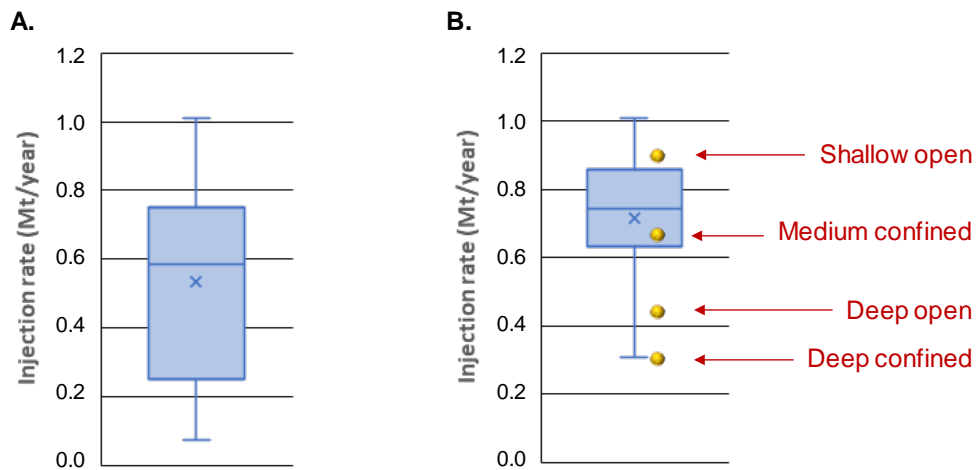 A.
1.2
1.0
0.8
0.6
0.4
0.2
0.0
Injection rate (Mt/year)
B.
1.2
1.0
0.8
0.6
0.4
0.2
0.0
Injection rate (Mt/year)
Shallow open
Medium confined
Deep open
Deep confined